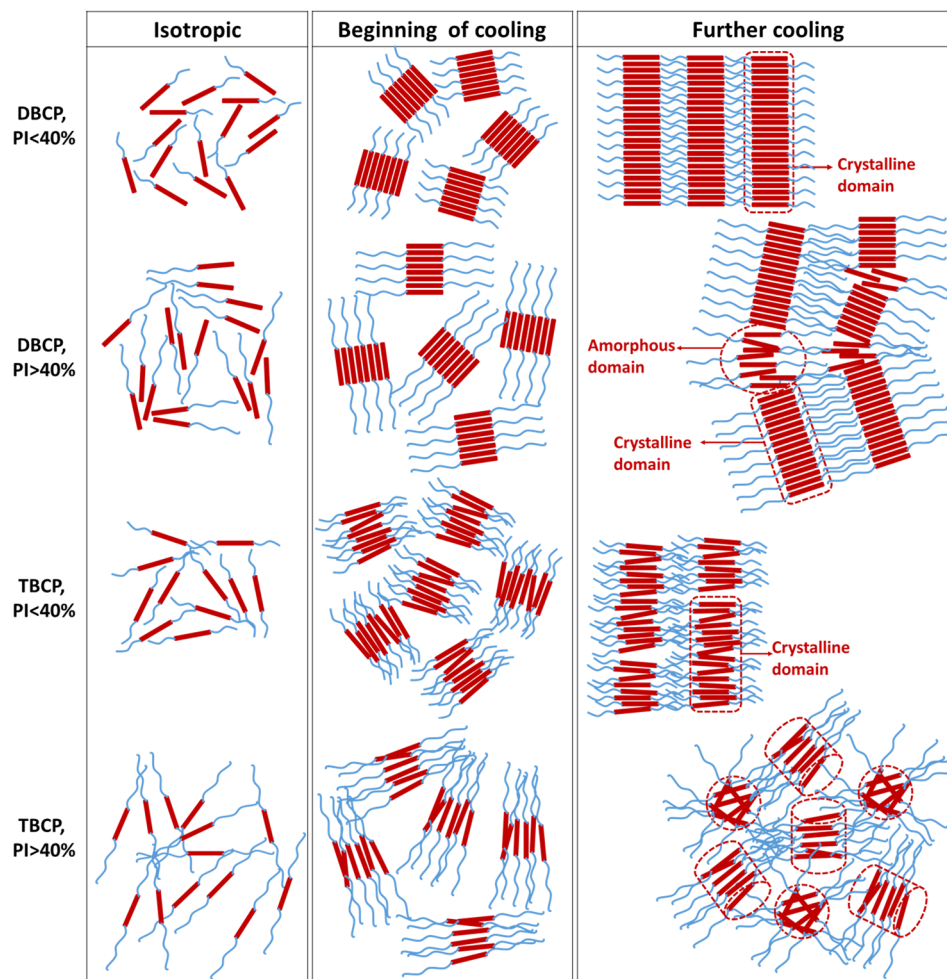 Isotropic
Beginning of cooling
Further cooling
DBCP,
PI<40%
Crystalline
domain
DBCP,
PI>40%
Amorphous
domain
Crystalline
domain
TBCP,
PI<40%
Crystalline
domain
TBCP,
PI>40%